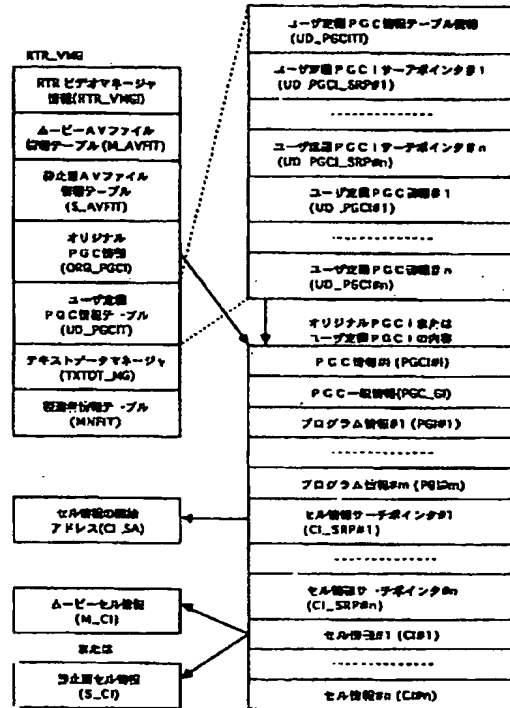 RTR_VMG
RTR ビデオマネージャ
情報(RTR_VMGI)
ムービーAVファイル
情報テーブル(M_AVFIT)
静止画AVファイル
情報テーブル
(S_AVFIT)
オリジナル
PGC情報
(ORG_PGCI)
ユーザ定義
PGC情報テーブル
(UD_PGCIT)
テキストデータマネージャ
(TXTDT_MG)
情報テーブル
(MNFIT)
セル情報の開始
アドレス(CI_SA)
ムービーセル情報
(M_CI)
または
静止画セル情報
(S_CI)
ユーザ定義PGC情報テーブル情報
(UD_PGCITI)
ユーザ定義PGCIサーチポインタ#1
(UD_PGCI_SRP#1)
ユーザ定義PGCIサーチポインタ#n
(UD_PGCI_SRP#n)
ユーザ定義PGC情報#1
(UD_PGCI#1)
ユーザ定義PGC情報#n
(UD_PGCI#n)
オリジナルPGCIまたは
ユーザ定義PGCIの内容
PGC情報#i (PGCI#i)
PGC一般情報(PGC_GI)
プログラム情報#1 (PGI#1)
プログラム情報#m (PGI#m)
セル情報サーチポインタ#1
(CI_SRP#1)
セル情報サーチポインタ#n
(CI_SRP#n)
セル情報#1 (CI#1)
セル情報#n (CI#n)